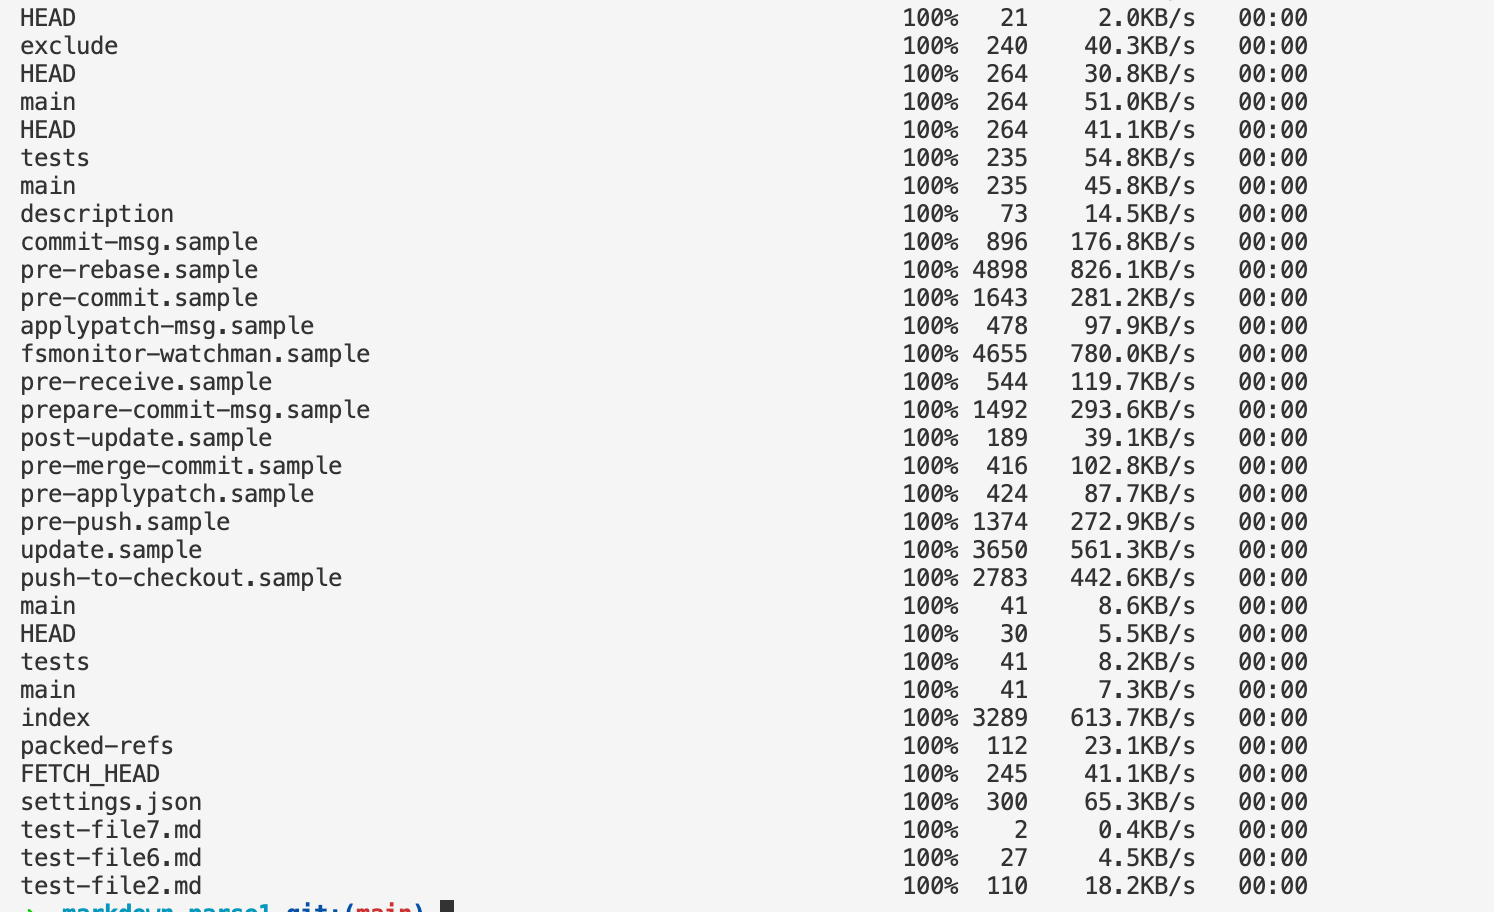 HEAD 100% 21 2.0KB/s 00:00
exclude 100% 240 40.3KB/s 00:00
HEAD 100% 264 30.8KB/s 00:00
main 100% 264 51.0KB/s 00:00
HEAD 100% 264 41.1KB/s 00:00
tests 100% 235 54.8KB/s 00:00
main 100% 235 45.8KB/s 00:00
description 100% 73 14.5KB/s 00:00
commit-msg.sample 100% 896 176.8KB/s 00:00
pre-rebase.sample 100% 4898 826.1KB/s 00:00
pre-commit.sample 100% 1643 281.2KB/s 00:00
applypatch-msg.sample 100% 478 97.9KB/s 00:00
fsmonitor-watchman.sample 100% 4655 780.0KB/s 00:00
pre-receive.sample 100% 544 119.7KB/s 00:00
prepare-commit-msg.sample 100% 1492 293.6KB/s 00:00
post-update.sample 100% 189 39.1KB/s 00:00
pre-merge-commit.sample 100% 416 102.8KB/s 00:00
pre-applypatch.sample 100% 424 87.7KB/s 00:00
pre-push.sample 100% 1374 272.9KB/s 00:00
update.sample 100% 3650 561.3KB/s 00:00
push-to-checkout.sample 100% 2783 442.6KB/s 00:00
main 100% 41 8.6KB/s 00:00
HEAD 100% 30 5.5KB/s 00:00
tests 100% 41 8.2KB/s 00:00
main 100% 41 7.3KB/s 00:00
index 100% 3289 613.7KB/s 00:00
packed-refs 100% 112 23.1KB/s 00:00
FETCH_HEAD 100% 245 41.1KB/s 00:00
settings.json 100% 300 65.3KB/s 00:00
test-file7.md 100% 2 0.4KB/s 00:00
test-file6.md 100% 27 4.5KB/s 00:00
test-file2.md 100% 110 18.2KB/s 00:00
git:(main)